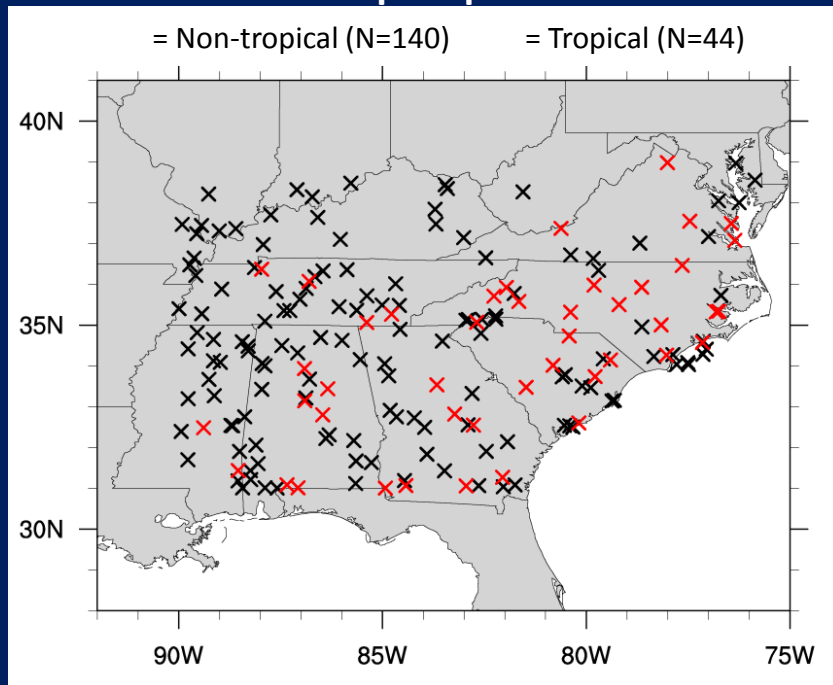 = Non-tropical (N=140) = Tropical (N=44)
40N
35N
30N
90W 85W 80W 75W